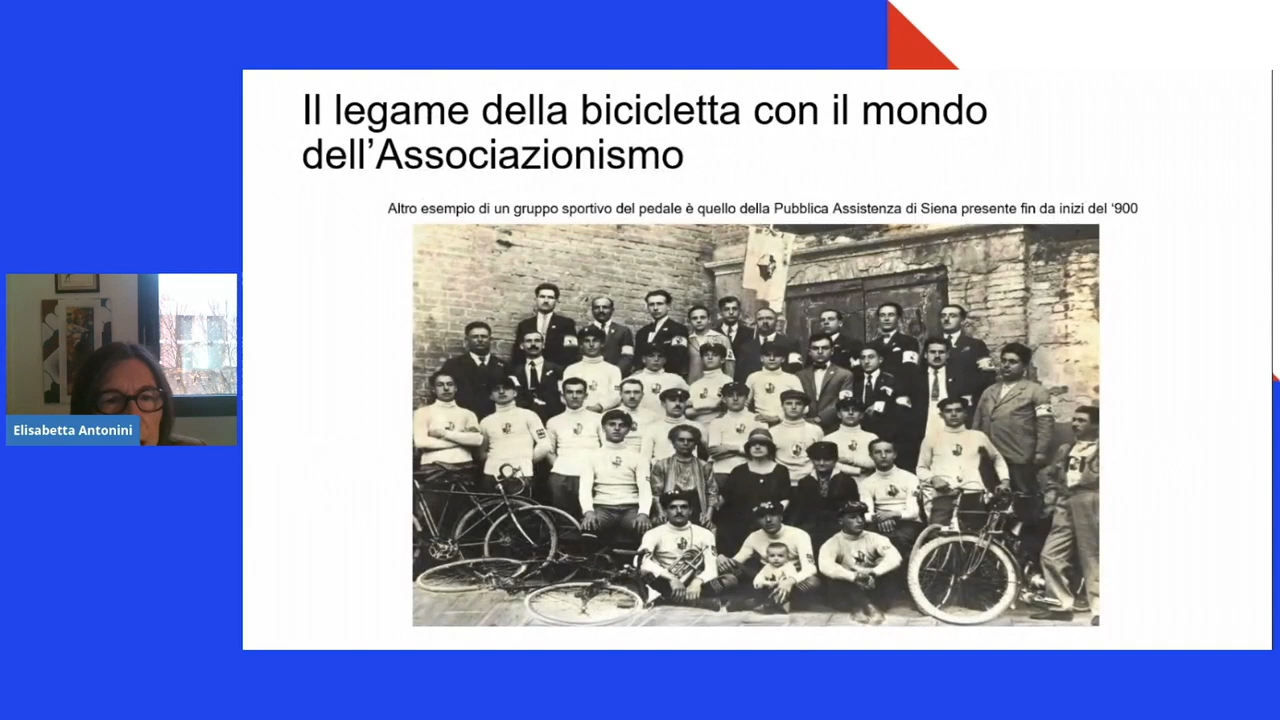 Il legame della bicicletta con il mondo
dell’Associazionismo
Altro esempio di un gruppo sportivo del pedale è quello della Pubblica Assistenza di Siena presente fin da inizi del ‘900
Elisabetta Antonini